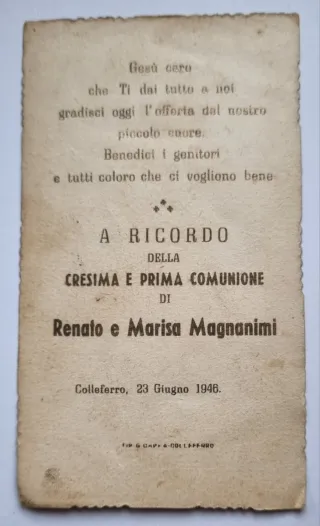 Gesù caro
che Ti dai tutto a noi
gradisci oggi l'offerta del nostro
piccolo cuore.
Benedici i genitori
e tutti coloro che ci vogliono bene
A RICORDO
DELLA
CRESIMA E PRIMA COMUNIONE
DI
Renato e Marisa Magnanimi
Colleferro, 23 Giugno 1946.
COLLEFERRO